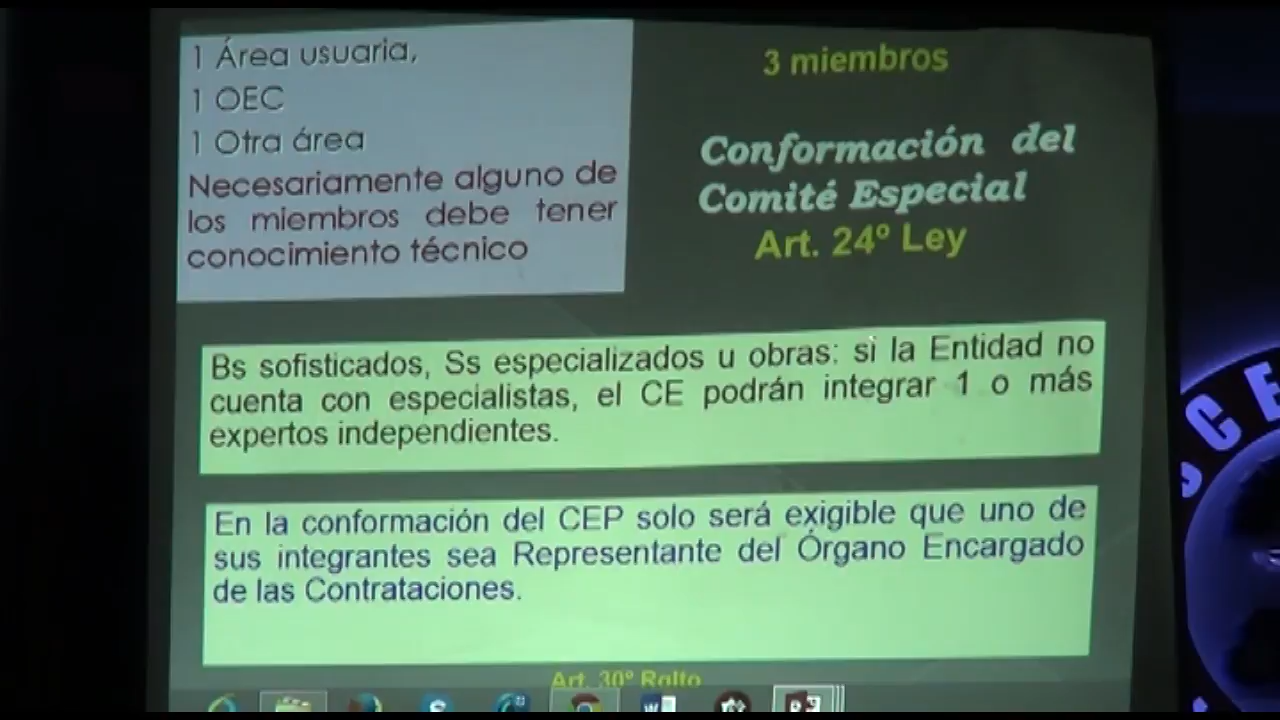 1 Área usuaria,
1 OEC
1 Otra área
Necesariamente alguno de
los miembros debe tener
conocimiento técnico
3 miembros
Conformación del
Comité Especial
Art. 24º Ley
Bs sofisticados, Ss especializados u obras: si la Entidad no
cuenta con especialistas, el CE podrán integrar 1 o más
expertos independientes.
En la conformación del CEP solo será exigible que uno de
sus integrantes sea Representante del Órgano Encargado
de las Contrataciones.
Art. 30º Rglto